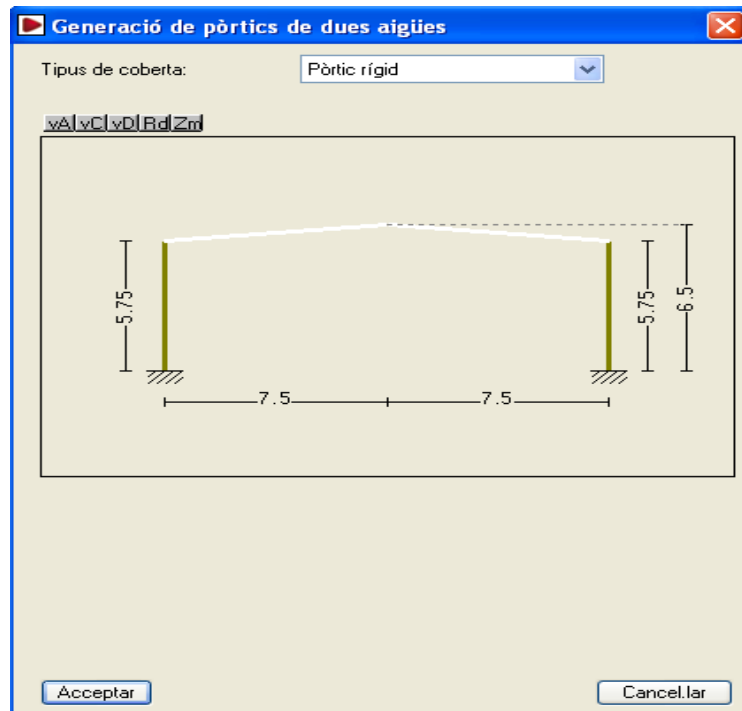 Generació de pòrtics de dues aigües
Tipus de coberta: Pòrtic rígid
vA vC vD Rd Zm
5.75 5.75 6.5
7.5 7.5
Acceptar Cancel.lar